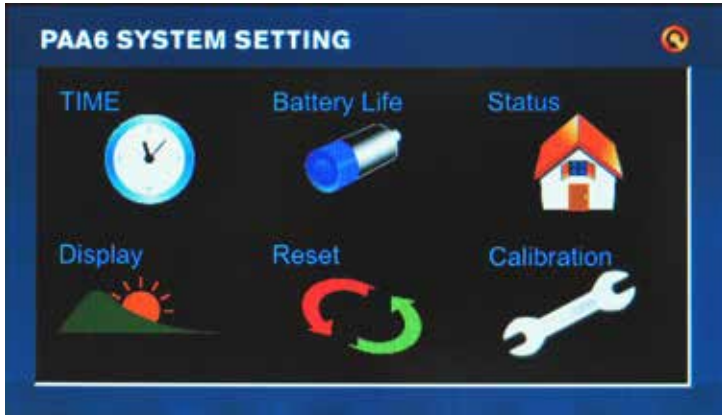 PAA6 SYSTEM SETTING
TIME
Battery Life
Status
Display
Reset
Calibration